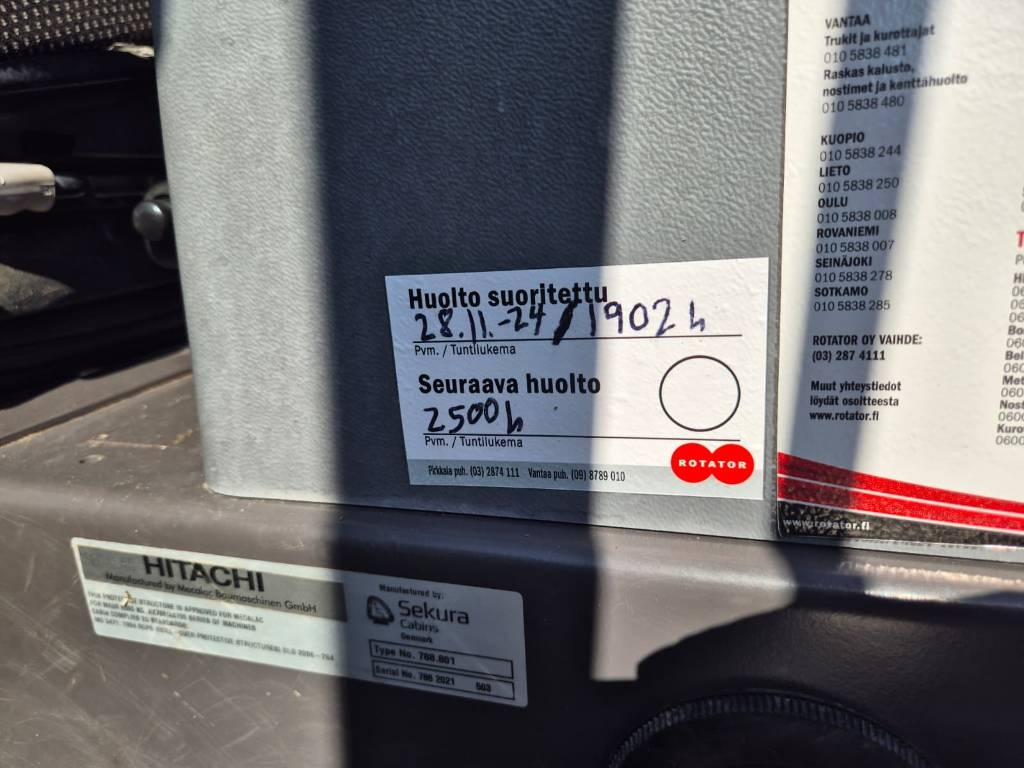 VANTAA
Trukit ja kurottajat
010 5838 481
Raskas kalusto,
nostimet ja kenttähuolto
010 5838 480
KUOPIO
010 5838 244
LIETO
010 5838 250
OULU
010 5838 008
ROVANIEMI
010 5838 007
SEINÄJOKI
010 5838 278
SOTKAMO
010 5838 285
ROTATOR OY VAIHDE:
(03) 287 4111
Muut yhteystiedot
löydät osoitteesta
www.rotator.fi
www.rotator.fi
Huolto suoritettu
28.11.-24 / 1902 h
Pvm. / Tuntilukema
Seuraava huolto
2500 h
Pvm. / Tuntilukema
ROTATOR
Pirkkala puh. (03) 2874 111 Vantaa puh. (09) 8789 010
HITACHI
Manufactured by Mecalac Baumaschinen GmbH
Manufactured by:
Sekura
Cabins
Denmark
Type No. 788.801
Serial No. 786 2021 503